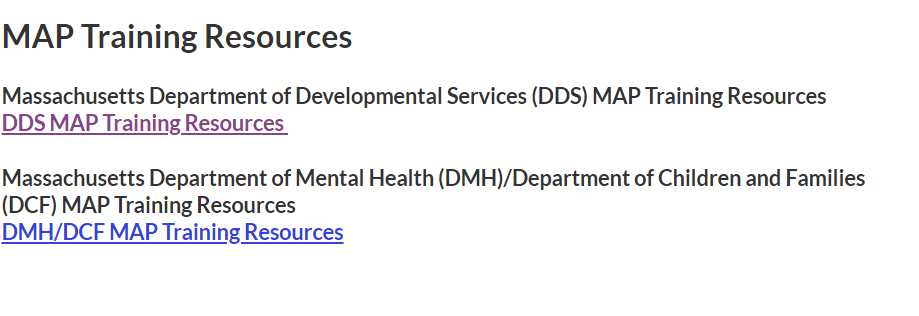 MAP Training Resources
Massachusetts Department of Developmental Services (DDS) MAP Training Resources
DDS MAP Training Resources
Massachusetts Department of Mental Health (DMH)/Department of Children and Families
(DCF) MAP Training Resources
DMH/DCF MAP Training Resources